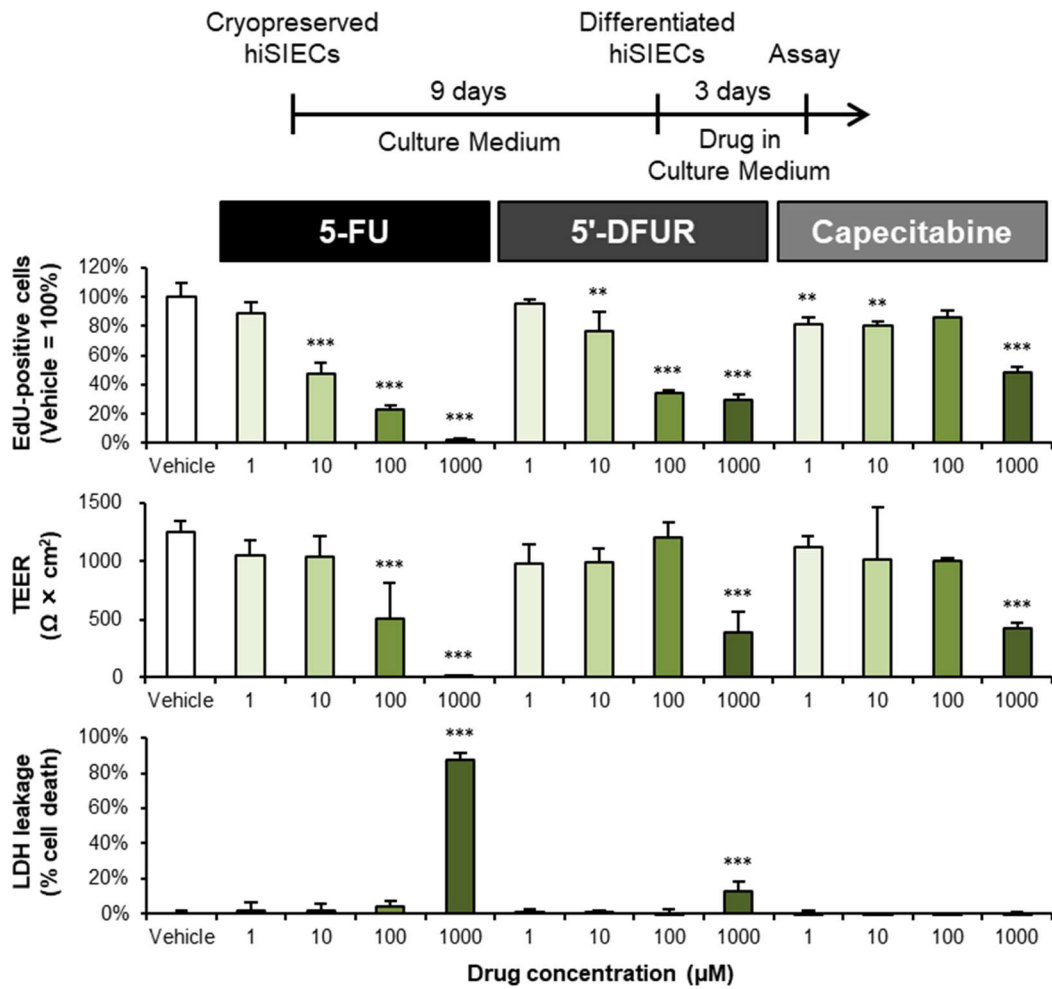 Cryopreserved hiSIECs
Differentiated hiSIECs
Assay
9 days
3 days
Culture Medium
Drug in Culture Medium
5-FU
5'-DFUR
Capecitabine
EdU-positive cells
(Vehicle = 100%)
120%
100%
80%
60%
40%
20%
0%
***
***
***
**
***
***
**
**
***
Vehicle 1 10 100 1000 1 10 100 1000 1 10 100 1000
TEER
(Ω × cm²)
1500
1000
500
0
***
***
***
***
Vehicle 1 10 100 1000 1 10 100 1000 1 10 100 1000
LDH leakage
(% cell death)
100%
80%
60%
40%
20%
0%
***
***
Vehicle 1 10 100 1000 1 10 100 1000 1 10 100 1000
Drug concentration (μM)